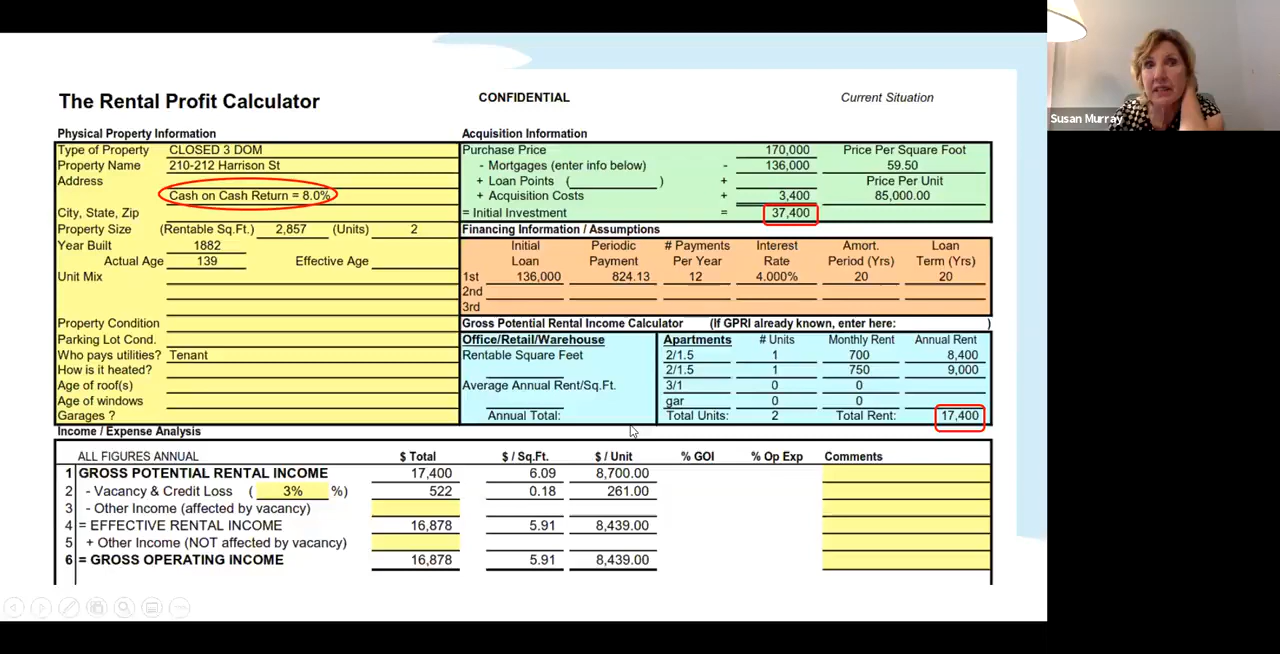 The Rental Profit Calculator CONFIDENTIAL Current Situation
Susan Murray
Physical Property Information
Type of Property CLOSED 3 DOM
Property Name 210-212 Harrison St
Address
Cash on Cash Return = 8.0%
City, State, Zip
Property Size (Rentable Sq.Ft.) 2,857 (Units) 2
Year Built 1882
Actual Age 139 Effective Age
Unit Mix
Property Condition
Parking Lot Cond.
Who pays utilities? Tenant
How is it heated?
Age of roof(s)
Age of windows
Garages ?
Acquisition Information
Purchase Price 170,000 Price Per Square Foot
- Mortgages (enter info below) - 136,000 59.50
+ Loan Points ( ) + Price Per Unit
+ Acquisition Costs + 3,400 85,000.00
= Initial Investment = 37,400
Financing Information / Assumptions
Initial Periodic # Payments Interest Amort. Loan
Loan Payment Per Year Rate Period (Yrs) Term (Yrs)
1st 136,000 824.13 12 4.000% 20 20
2nd
3rd
Gross Potential Rental Income Calculator (If GPRI already known, enter here: )
Office/Retail/Warehouse
Rentable Square Feet
Average Annual Rent/Sq.Ft.
Annual Total:
Apartments # Units Monthly Rent Annual Rent
2/1.5 1 700 8,400
2/1.5 1 750 9,000
3/1 0 0
gar 0 0
Total Units: 2 Total Rent: 17,400
Income / Expense Analysis
ALL FIGURES ANNUAL $ Total $ / Sq.Ft. $ / Unit % GOI % Op Exp Comments
1 GROSS POTENTIAL RENTAL INCOME 17,400 6.09 8,700.00
2 - Vacancy & Credit Loss ( 3% %) 522 0.18 261.00
3 - Other Income (affected by vacancy)
4 = EFFECTIVE RENTAL INCOME 16,878 5.91 8,439.00
5 + Other Income (NOT affected by vacancy)
6 = GROSS OPERATING INCOME 16,878 5.91 8,439.00